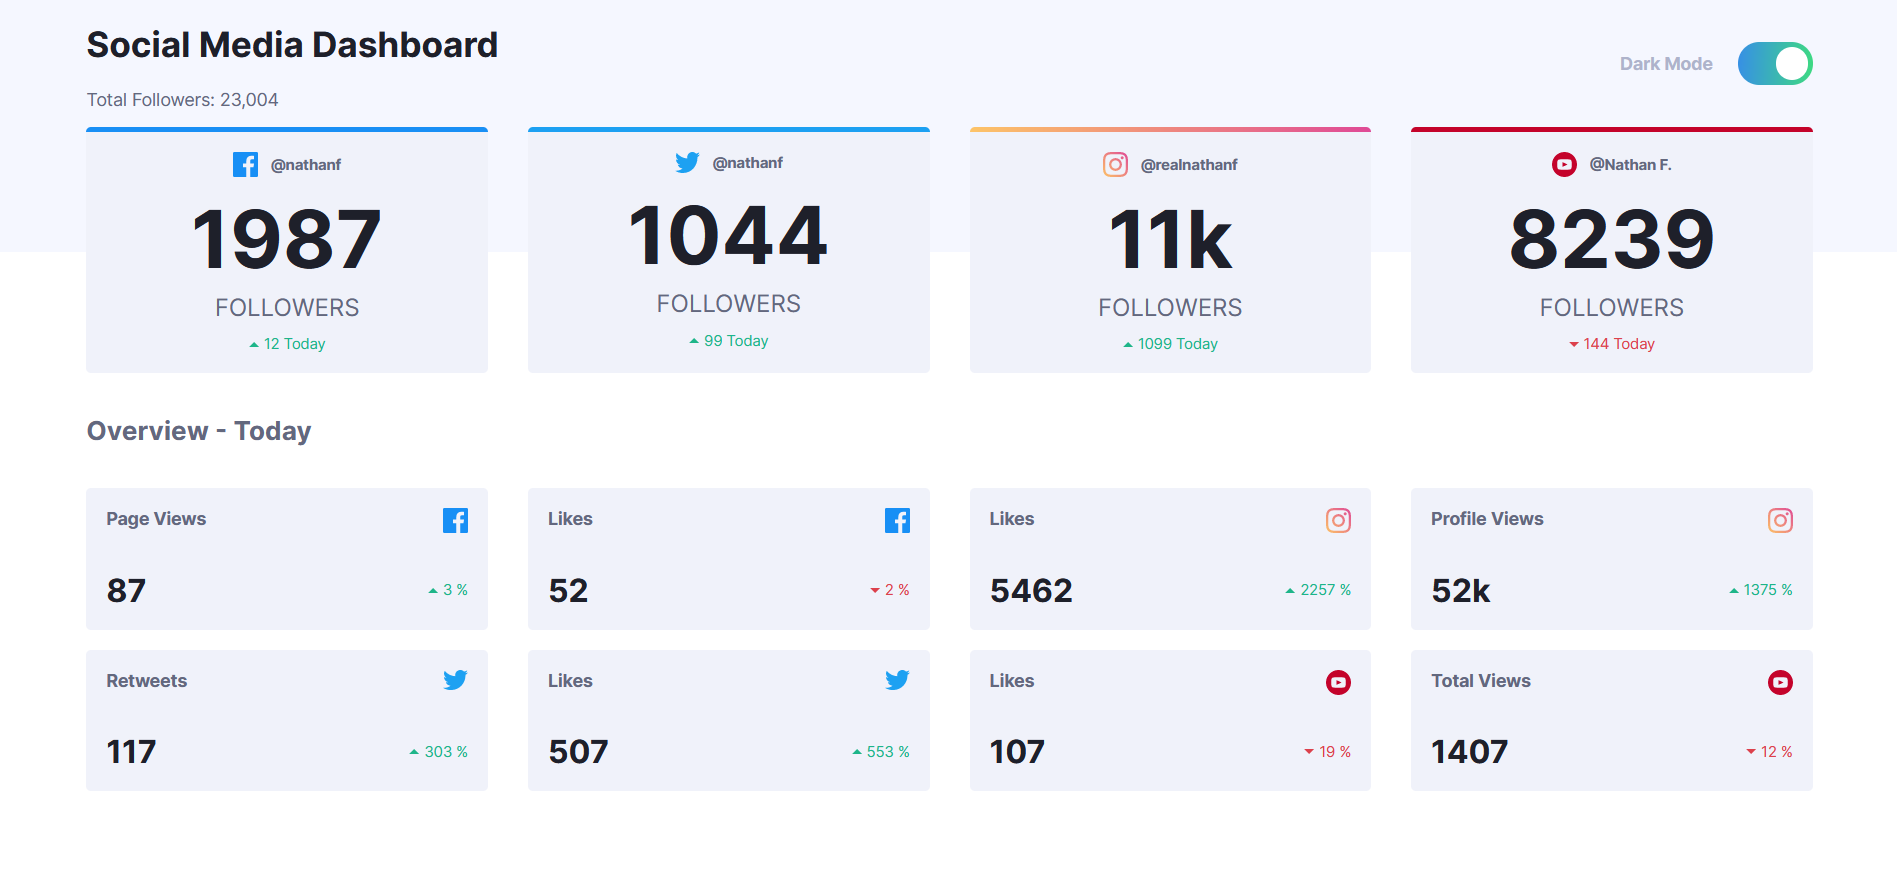 Social Media Dashboard
Dark Mode
Total Followers: 23,004
@nathanf
1987
FOLLOWERS
12 Today
@nathanf
1044
FOLLOWERS
99 Today
@realnathanf
11k
FOLLOWERS
1099 Today
@Nathan F.
8239
FOLLOWERS
144 Today
Overview - Today
Page Views
87
3 %
Likes
52
2 %
Likes
5462
2257 %
Profile Views
52k
1375 %
Retweets
117
303 %
Likes
507
553 %
Likes
107
19 %
Total Views
1407
12 %